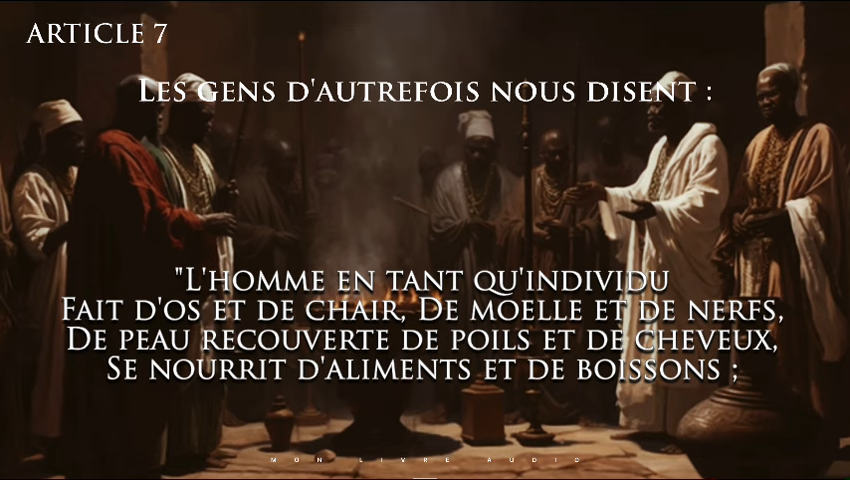 ARTICLE 7
LES GENS D'AUTREFOIS NOUS DISENT :
"L'HOMME EN TANT QU'INDIVIDU
FAIT D'OS ET DE CHAIR, DE MOELLE ET DE NERFS,
DE PEAU RECOUVERTE DE POILS ET DE CHEVEUX,
SE NOURRIT D'ALIMENTS ET DE BOISSONS ;
MON LIVRE AUDIO